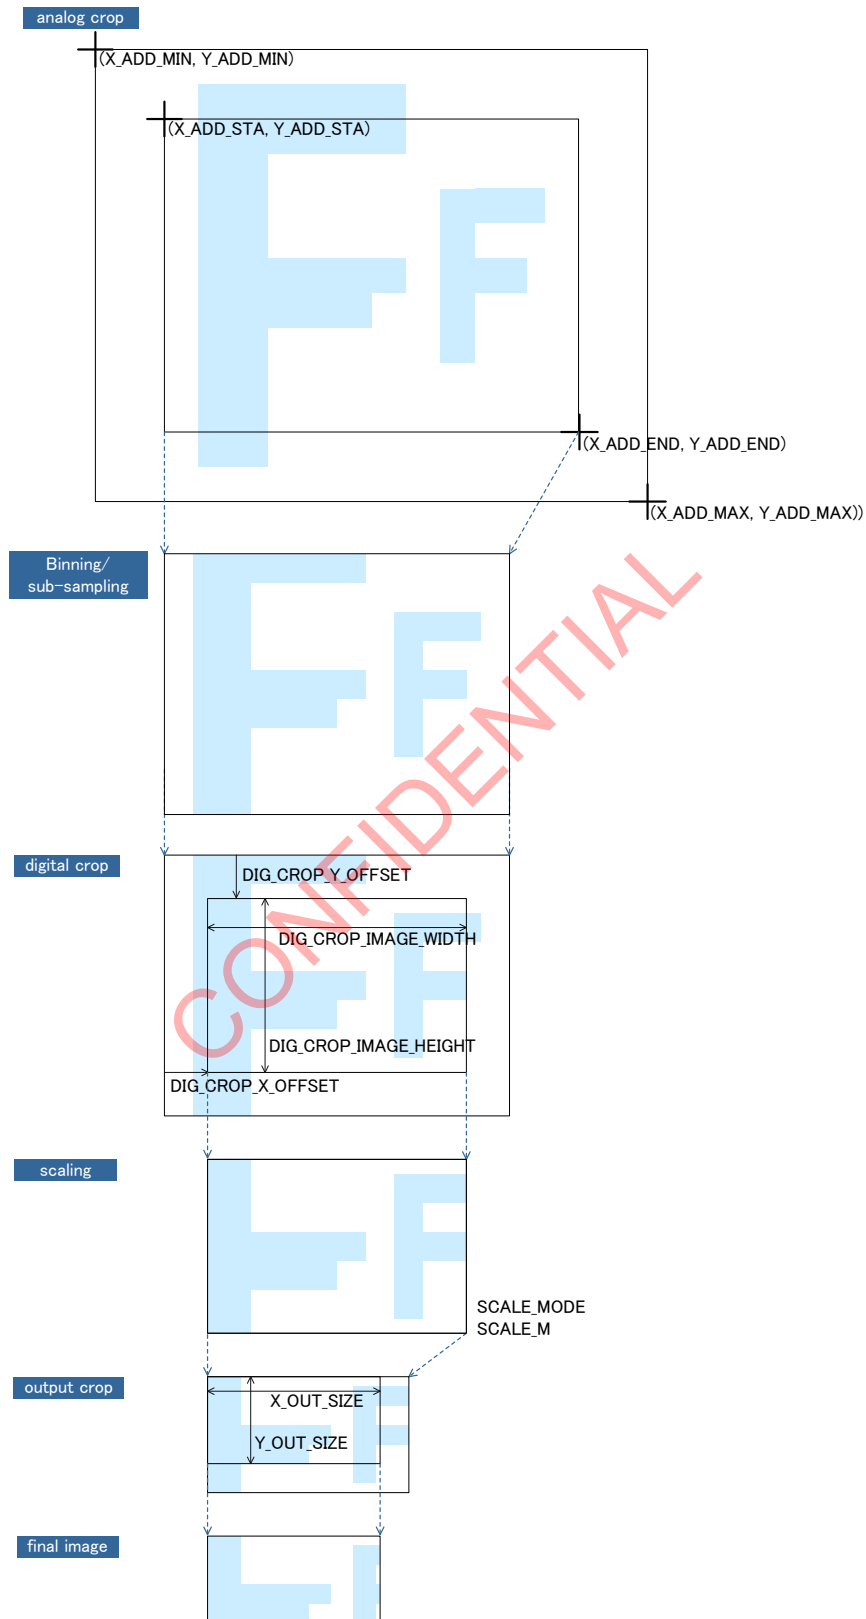 analog crop
(X_ADD_MIN, Y_ADD_MIN)
(X_ADD_STA, Y_ADD_STA)
(X_ADD_END, Y_ADD_END)
(X_ADD_MAX, Y_ADD_MAX))
Binning/
sub-sampling
CONFIDENTIAL
digital crop
DIG_CROP_Y_OFFSET
DIG_CROP_IMAGE_WIDTH
DIG_CROP_IMAGE_HEIGHT
DIG_CROP_X_OFFSET
scaling
SCALE_MODE
SCALE_M
output crop
X_OUT_SIZE
Y_OUT_SIZE
final image